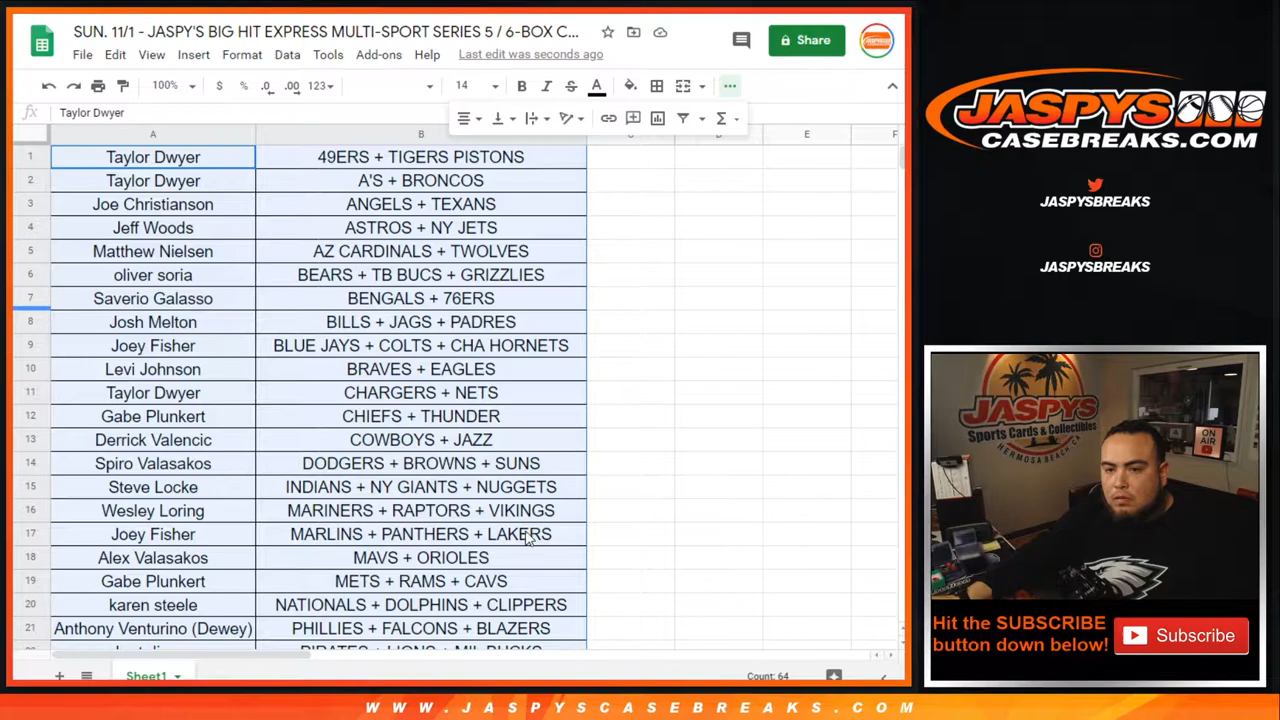 SUN. 11/1 - JASPY'S BIG HIT EXPRESS MULTI-SPORT SERIES 5 / 6-BOX C...
File Edit View Insert Format Data Tools Add-ons Help Last edit was seconds ago
Share
100% $ % .0 .00 123 14 B I S A
fx Taylor Dwyer
A B E F
1 Taylor Dwyer 49ERS + TIGERS PISTONS
2 Taylor Dwyer A'S + BRONCOS
3 Joe Christianson ANGELS + TEXANS
4 Jeff Woods ASTROS + NY JETS
5 Matthew Nielsen AZ CARDINALS + TWOLVES
6 oliver soria BEARS + TB BUCS + GRIZZLIES
7 Saverio Galasso BENGALS + 76ERS
8 Josh Melton BILLS + JAGS + PADRES
9 Joey Fisher BLUE JAYS + COLTS + CHA HORNETS
10 Levi Johnson BRAVES + EAGLES
11 Taylor Dwyer CHARGERS + NETS
12 Gabe Plunkert CHIEFS + THUNDER
13 Derrick Valencic COWBOYS + JAZZ
14 Spiro Valasakos DODGERS + BROWNS + SUNS
15 Steve Locke INDIANS + NY GIANTS + NUGGETS
16 Wesley Loring MARINERS + RAPTORS + VIKINGS
17 Joey Fisher MARLINS + PANTHERS + LAKERS
18 Alex Valasakos MAVS + ORIOLES
19 Gabe Plunkert METS + RAMS + CAVS
20 karen steele NATIONALS + DOLPHINS + CLIPPERS
21 Anthony Venturino (Dewey) PHILLIES + FALCONS + BLAZERS
PIRATES + LIONS + MIL BUCKS
Sheet1
Count: 64
JASPYS
CASEBREAKS.COM
JASPYSBREAKS
JASPYSBREAKS
JASPYS
Sports Cards & Collectibles
HERMOSA BEACH, CA
ON AIR
Hit the SUBSCRIBE
button down below!
Subscribe
WWW.JASPYSCASEBREAKS.COM